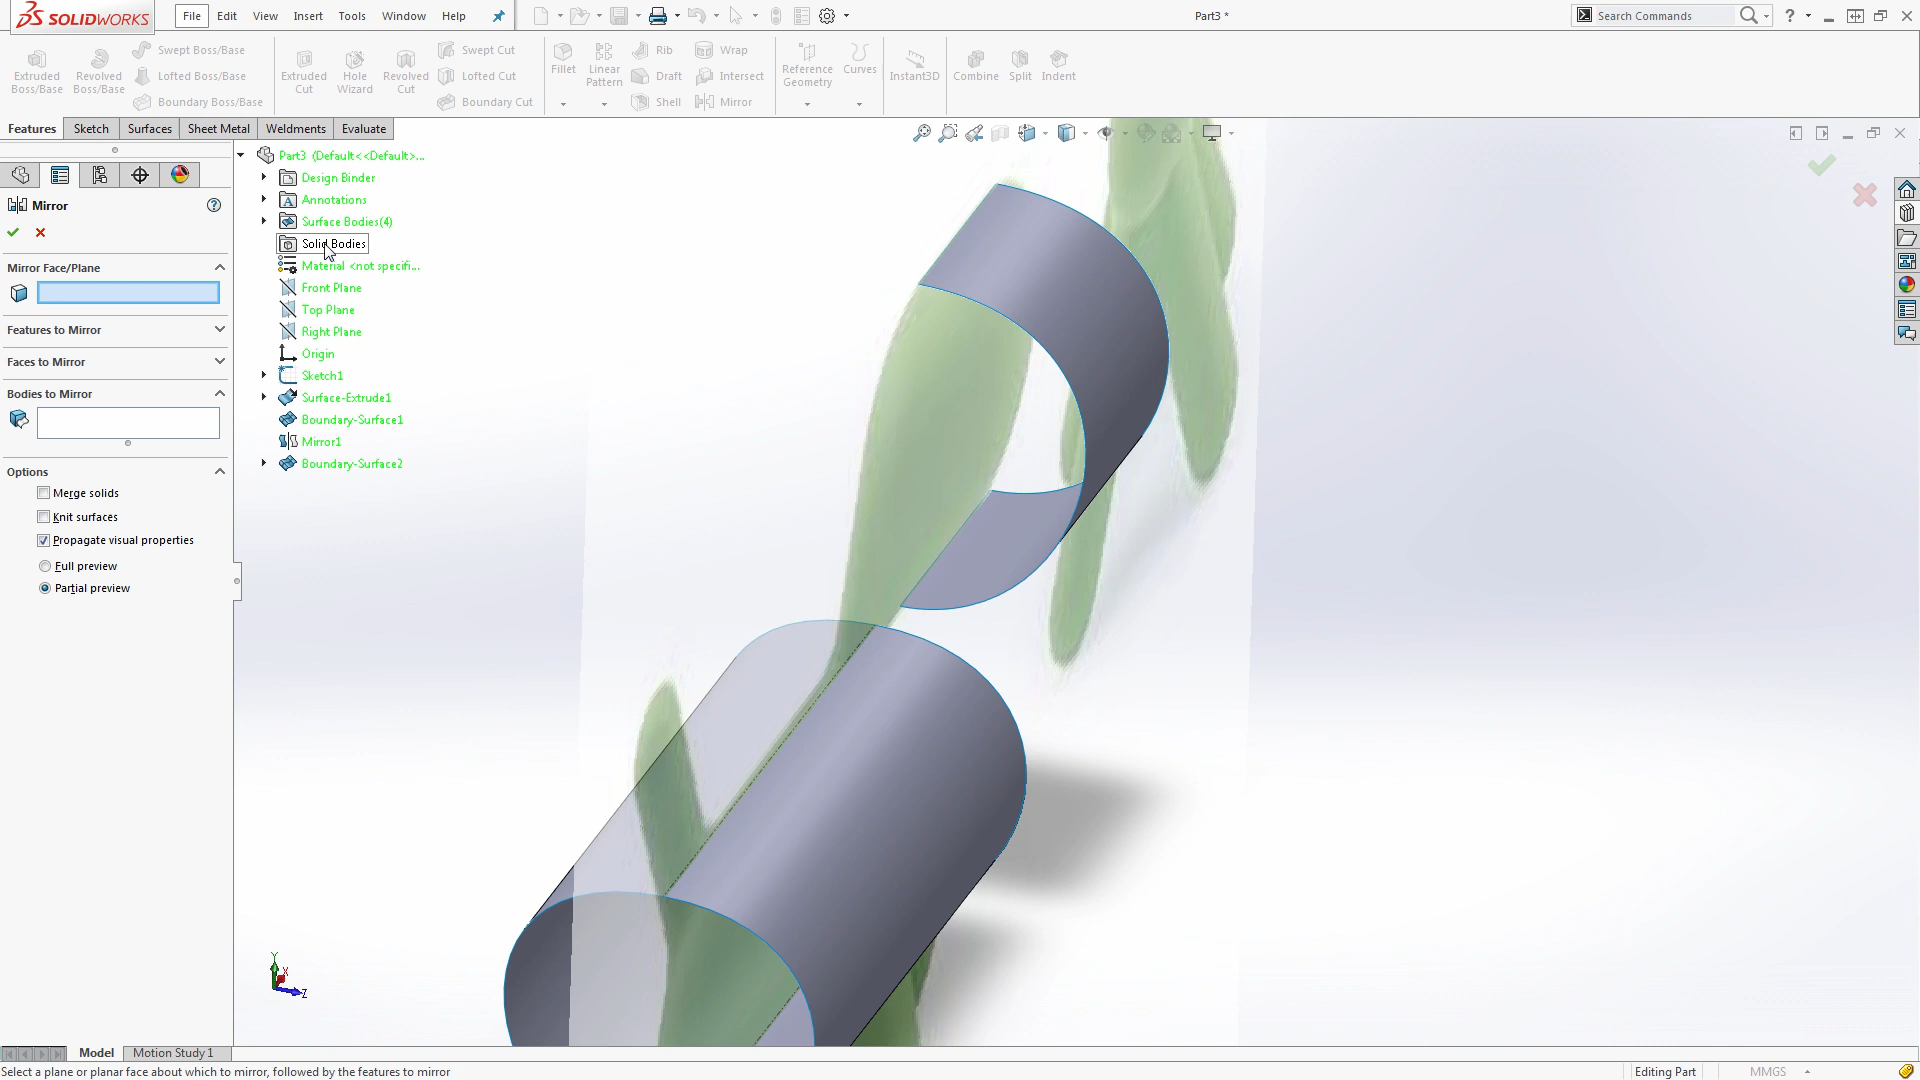 SOLIDWORKS
File Edit View Insert Tools Window Help
Part3 *
Search Commands
Extruded Boss/Base
Revolved Boss/Base
Swept Boss/Base
Lofted Boss/Base
Boundary Boss/Base
Extruded Cut
Hole Wizard
Revolved Cut
Swept Cut
Lofted Cut
Boundary Cut
Fillet
Linear Pattern
Rib
Draft
Shell
Wrap
Intersect
Mirror
Reference Geometry
Curves
Instant3D
Combine
Split
Indent
Features Sketch Surfaces Sheet Metal Weldments Evaluate
Mirror
Mirror Face/Plane
Features to Mirror
Faces to Mirror
Bodies to Mirror
Options
Merge solids
Knit surfaces
Propagate visual properties
Full preview
Partial preview
Part3 (Default<<Default>...
Design Binder
Annotations
Surface Bodies(4)
Solid Bodies
Material <not specifi...
Front Plane
Top Plane
Right Plane
Origin
Sketch1
Surface-Extrude1
Boundary-Surface1
Mirror1
Boundary-Surface2
Y
X
Z
Model Motion Study 1
Select a plane or planar face about which to mirror, followed by the features to mirror
Editing Part
MMGS